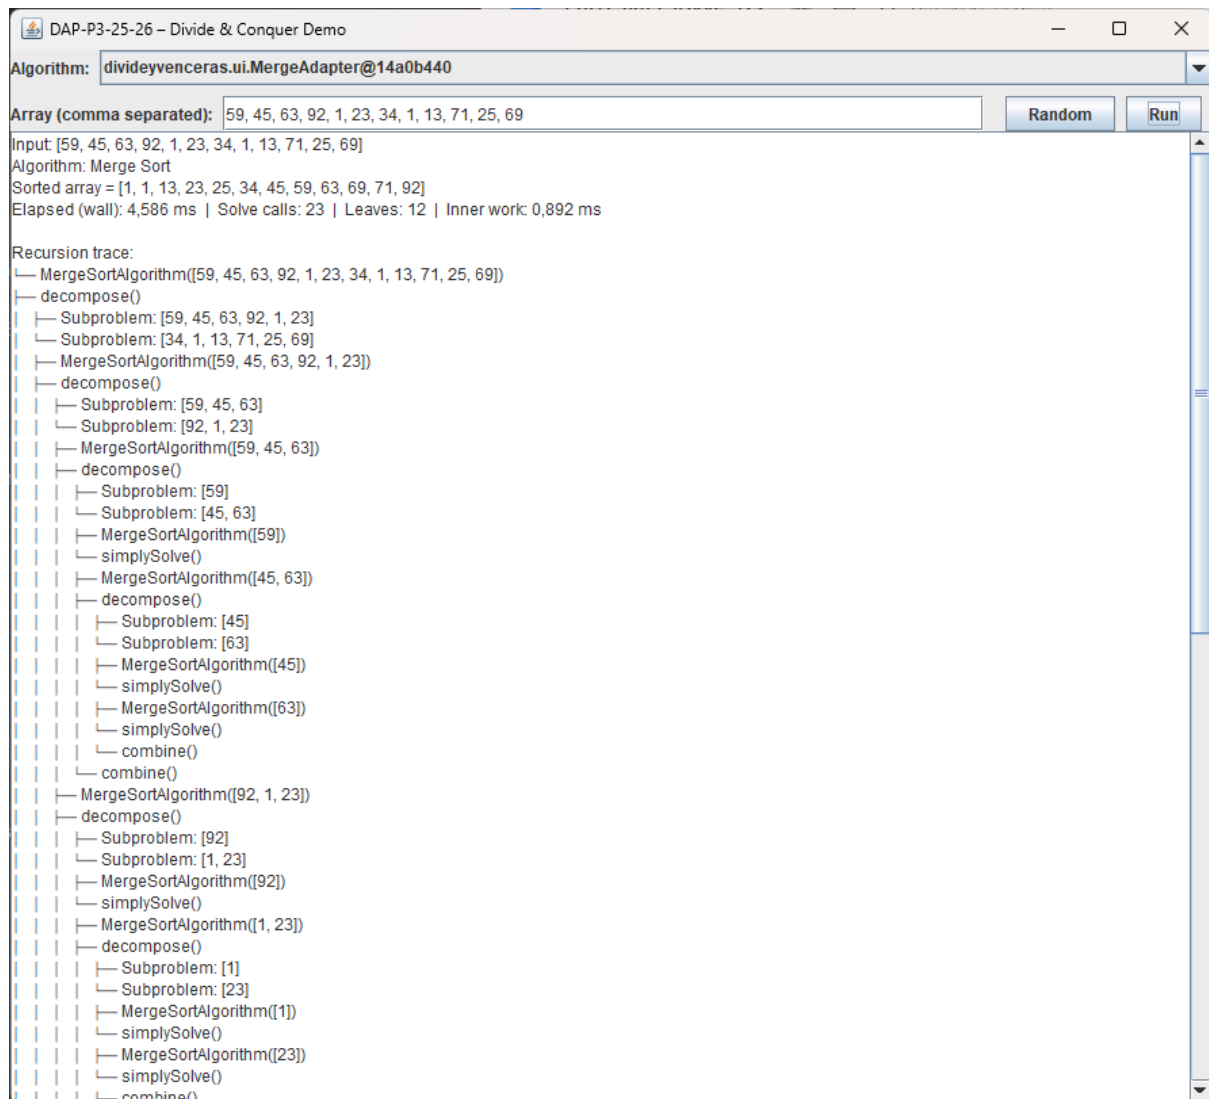 DAP-P3-25-26 – Divide & Conquer Demo
Algorithm: divideyvenceras.ui.MergeAdapter@14a0b440
Array (comma separated): 59, 45, 63, 92, 1, 23, 34, 1, 13, 71, 25, 69 Random Run
Input: [59, 45, 63, 92, 1, 23, 34, 1, 13, 71, 25, 69]
Algorithm: Merge Sort
Sorted array = [1, 1, 13, 23, 25, 34, 45, 59, 63, 69, 71, 92]
Elapsed (wall): 4,586 ms | Solve calls: 23 | Leaves: 12 | Inner work: 0,892 ms
Recursion trace:
└─ MergeSortAlgorithm([59, 45, 63, 92, 1, 23, 34, 1, 13, 71, 25, 69])
├─ decompose()
│ ├─ Subproblem: [59, 45, 63, 92, 1, 23]
│ └─ Subproblem: [34, 1, 13, 71, 25, 69]
│ ├─ MergeSortAlgorithm([59, 45, 63, 92, 1, 23])
│ ├─ decompose()
│ │ ├─ Subproblem: [59, 45, 63]
│ │ └─ Subproblem: [92, 1, 23]
│ │ ├─ MergeSortAlgorithm([59, 45, 63])
│ │ ├─ decompose()
│ │ │ ├─ Subproblem: [59]
│ │ │ └─ Subproblem: [45, 63]
│ │ │ ├─ MergeSortAlgorithm([59])
│ │ │ └─ simplySolve()
│ │ │ ├─ MergeSortAlgorithm([45, 63])
│ │ │ ├─ decompose()
│ │ │ │ ├─ Subproblem: [45]
│ │ │ │ └─ Subproblem: [63]
│ │ │ │ ├─ MergeSortAlgorithm([45])
│ │ │ │ └─ simplySolve()
│ │ │ │ ├─ MergeSortAlgorithm([63])
│ │ │ │ └─ simplySolve()
│ │ │ │ └─ combine()
│ │ │ └─ combine()
│ │ ├─ MergeSortAlgorithm([92, 1, 23])
│ │ ├─ decompose()
│ │ │ ├─ Subproblem: [92]
│ │ │ └─ Subproblem: [1, 23]
│ │ │ ├─ MergeSortAlgorithm([92])
│ │ │ └─ simplySolve()
│ │ │ ├─ MergeSortAlgorithm([1, 23])
│ │ │ ├─ decompose()
│ │ │ │ ├─ Subproblem: [1]
│ │ │ │ └─ Subproblem: [23]
│ │ │ │ ├─ MergeSortAlgorithm([1])
│ │ │ │ └─ simplySolve()
│ │ │ │ ├─ MergeSortAlgorithm([23])
│ │ │ │ └─ simplySolve()
│ │ │ │ └─ combine()